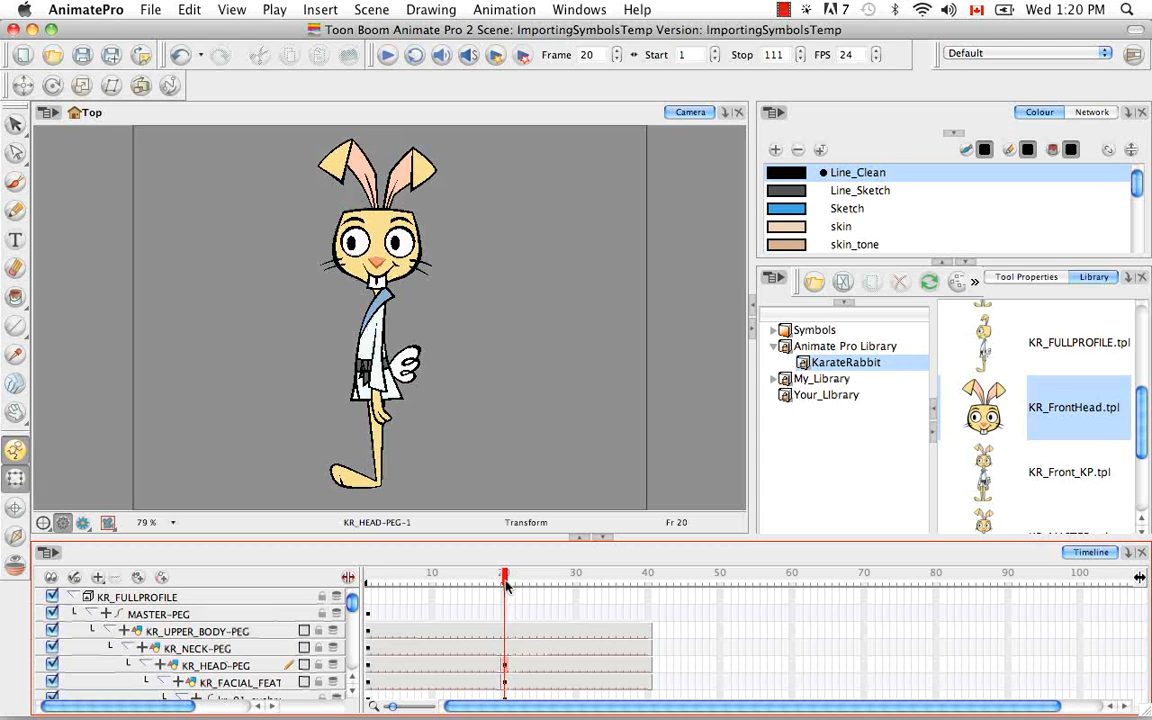 AnimatePro File Edit View Play Insert Scene Drawing Animation Windows Help 7 Wed 1:20 PM
Toon Boom Animate Pro 2 Scene: ImportingSymbolsTemp Version: ImportingSymbolsTemp
Frame 20 Start 1 Stop 111 FPS 24 Default
Top Camera
Colour Network
Line_Clean
Line_Sketch
Sketch
skin
skin_tone
Tool Properties Library
Symbols
Animate Pro Library
KarateRabbit
My_Library
Your_LIbrary
KR_FULLPROFILE.tpl
KR_FrontHead.tpl
KR_Front_KP.tpl
79 % KR_HEAD-PEG-1 Transform Fr 20
Timeline
10 20 30 40 50 60 70 80 90 100
KR_FULLPROFILE
MASTER-PEG
KR_UPPER_BODY-PEG
KR_NECK-PEG
KR_HEAD-PEG
KR_FACIAL_FEAT